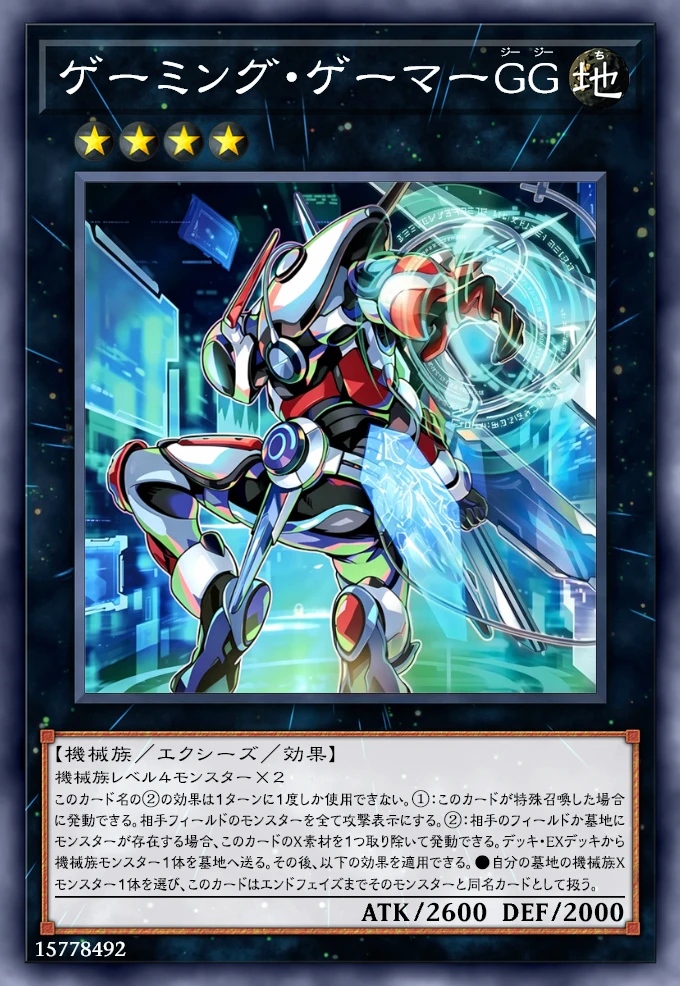 ジー ジー
ゲーミング・ゲーマーGG
ち
地
【機械族／エクシーズ／効果】
機械族レベル４モンスター×２
このカード名の②の効果は1ターンに1度しか使用できない。①：このカードが特殊召喚した場合
に発動できる。相手フィールドのモンスターを全て攻撃表示にする。②：相手のフィールドか墓地に
モンスターが存在する場合、このカードのX素材を1つ取り除いて発動できる。デッキ・EXデッキから
機械族モンスター1体を墓地へ送る。その後、以下の効果を適用できる。●自分の墓地の機械族X
モンスター1体を選び、このカードはエンドフェイズまでそのモンスターと同名カードとして扱う。
ATK/2600 DEF/2000
15778492